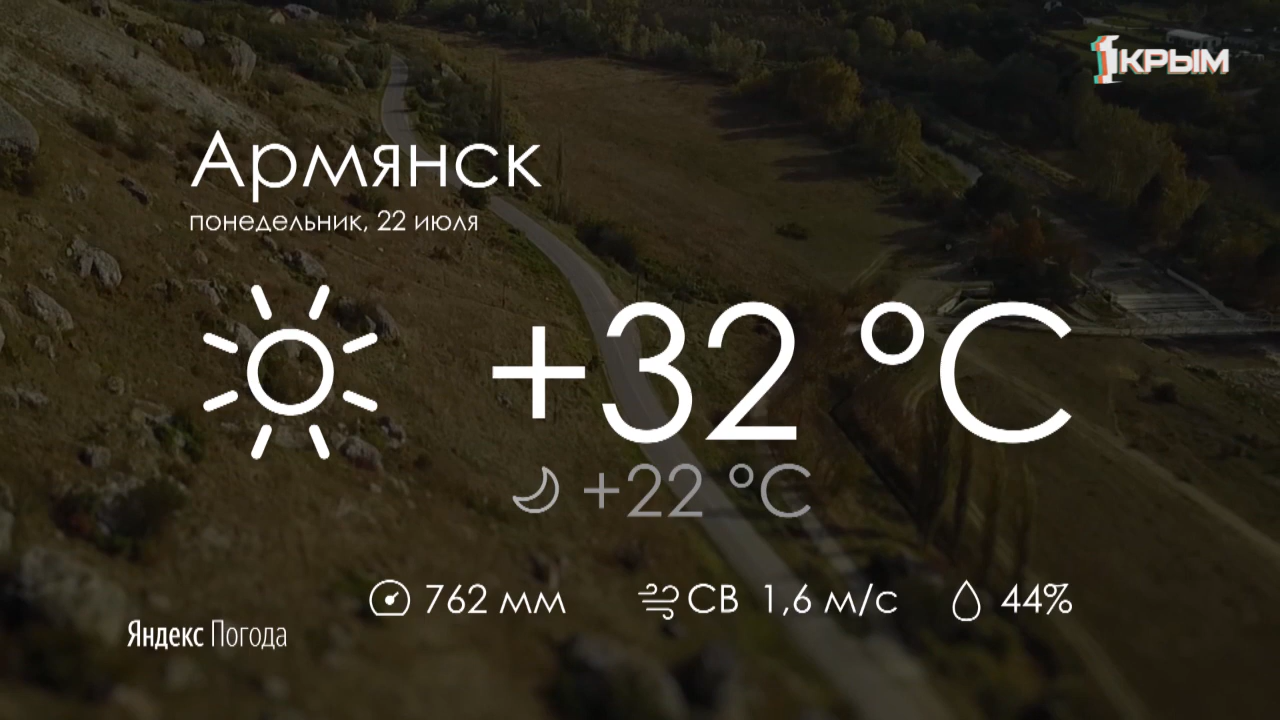 1КРЫМ
Армянск
понедельник, 22 июля
+32 °C
+22 °C
762 мм СВ 1,6 м/с 44%
Яндекс Погода